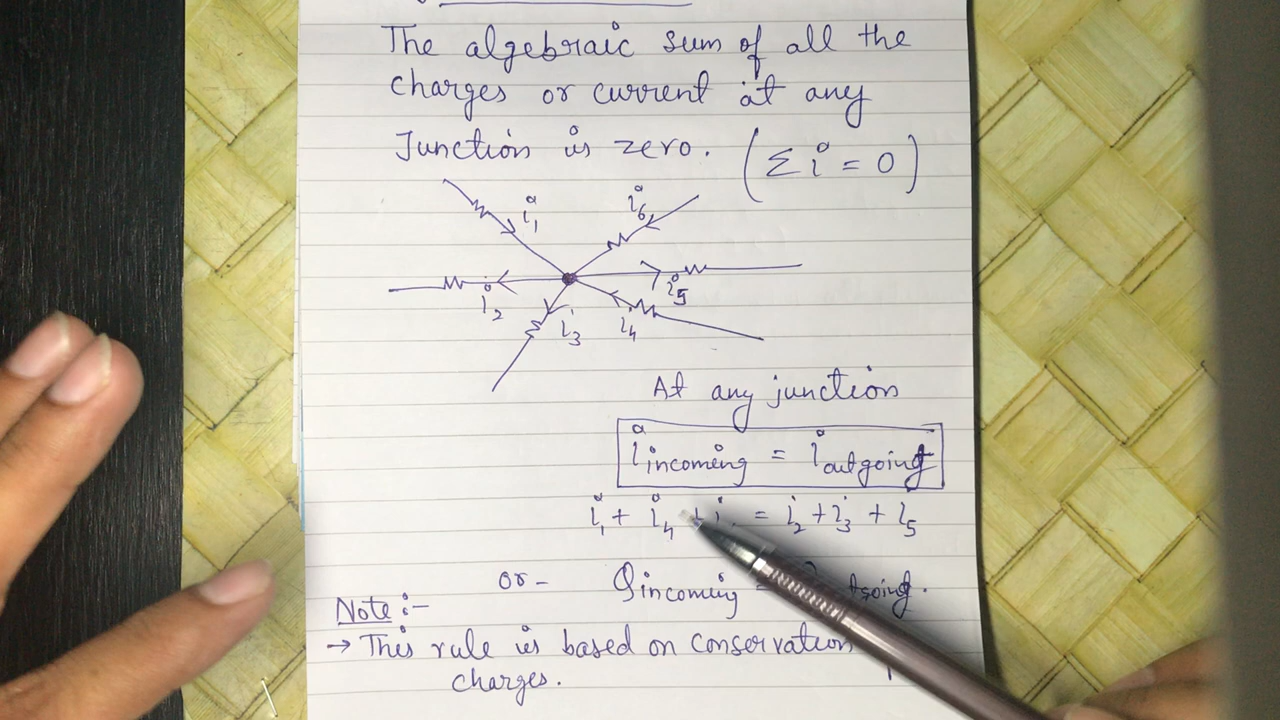 The algebraic sum of all the
charges or current at any
Junction is zero. (Σi = 0)
i₁
i₆
i₂
i₅
i₃
i₄
At any junction
i incoming = i outgoing
i₁ + i₄ + i = i₂ + i₃ + i₅
or - Qincoming =
Note :-
→ This rule is based on conservation
charges.